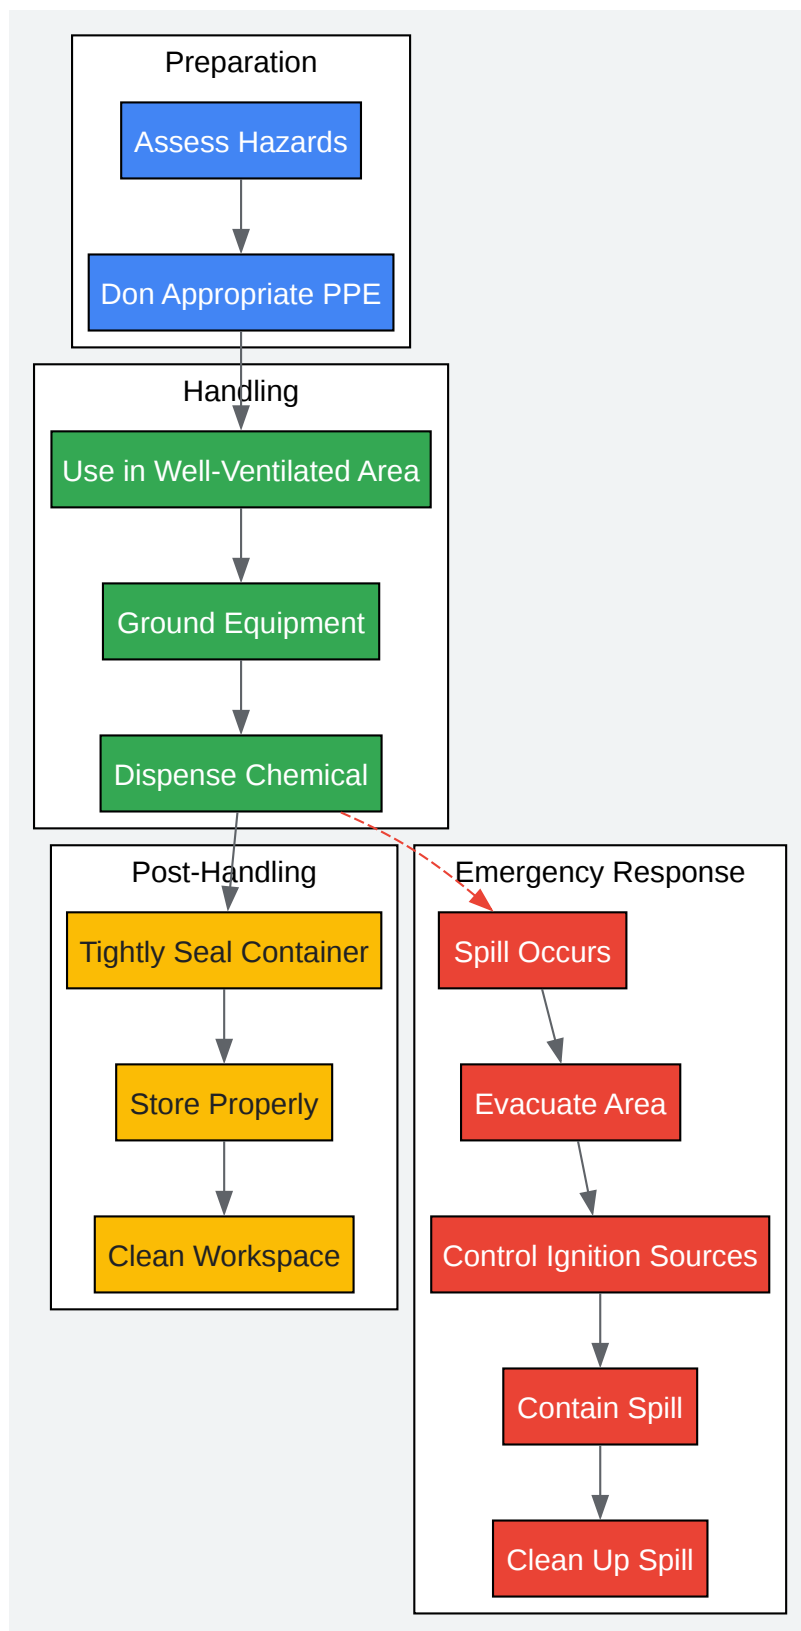 Preparation
Assess Hazards
Don Appropriate PPE
Handling
Use in Well-Ventilated Area
Ground Equipment
Dispense Chemical
Post-Handling
Tightly Seal Container
Store Properly
Clean Workspace
Emergency Response
Spill Occurs
Evacuate Area
Control Ignition Sources
Contain Spill
Clean Up Spill